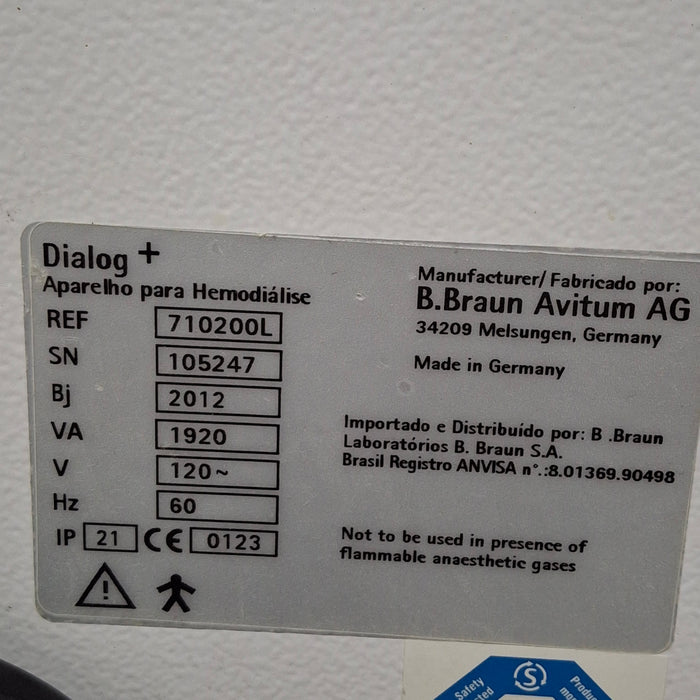 Dialog +
Aparelho para Hemodiálise
REF 710200L
SN 105247
Bj 2012
VA 1920
V 120~
Hz 60
IP 21 CE 0123
Manufacturer/ Fabricado por:
B.Braun Avitum AG
34209 Melsungen, Germany
Made in Germany
Importado e Distribuído por: B .Braun
Laboratórios B. Braun S.A.
Brasil Registro ANVISA n°.:8.01369.90498
Not to be used in presence of
flammable anaesthetic gases
Safety
S